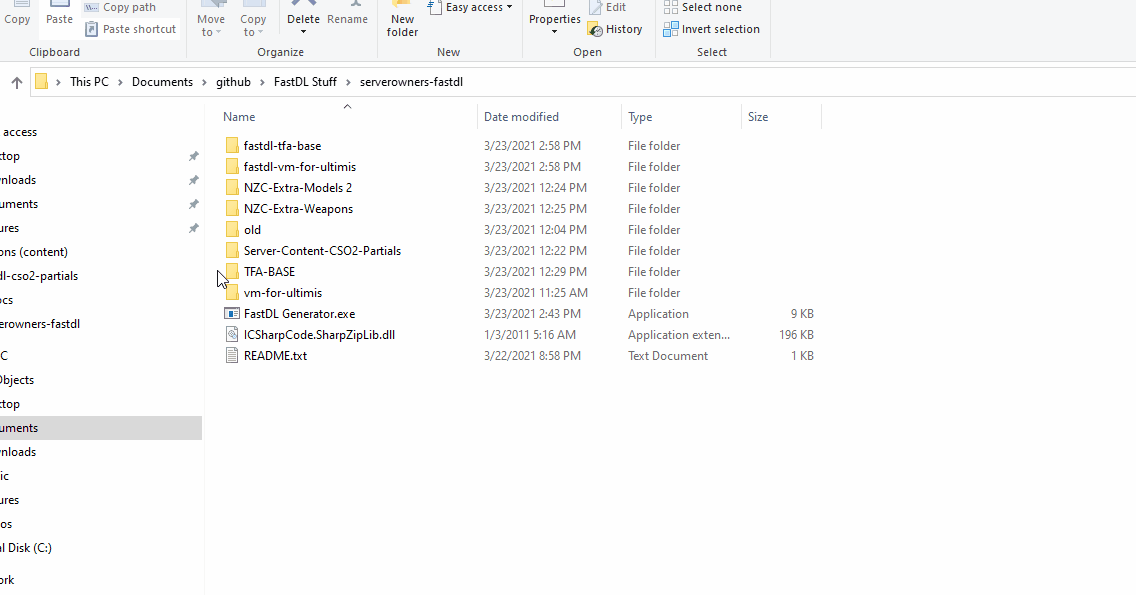 Copy Paste Copy path Move to Copy to Delete Rename New folder Easy access Properties Edit Select none
Paste shortcut History Invert selection
Clipboard Organize New Open Select
This PC > Documents > github > FastDL Stuff > serverowners-fastdl
Name Date modified Type Size
access
top
nloads
uments
ures
ons (content)
dl-cso2-partials
ocs
erowners-fastdl
C
Objects
ktop
uments
nloads
ic
ures
os
al Disk (C:)
ork
fastdl-tfa-base 3/23/2021 2:58 PM File folder
fastdl-vm-for-ultimis 3/23/2021 2:58 PM File folder
NZC-Extra-Models 2 3/23/2021 12:24 PM File folder
NZC-Extra-Weapons 3/23/2021 12:25 PM File folder
old 3/23/2021 12:04 PM File folder
Server-Content-CSO2-Partials 3/23/2021 12:22 PM File folder
TFA-BASE 3/23/2021 12:29 PM File folder
vm-for-ultimis 3/23/2021 11:25 AM File folder
FastDL Generator.exe 3/23/2021 2:43 PM Application 9 KB
ICSharpCode.SharpZipLib.dll 1/3/2011 5:16 AM Application exten... 196 KB
README.txt 3/22/2021 8:58 PM Text Document 1 KB